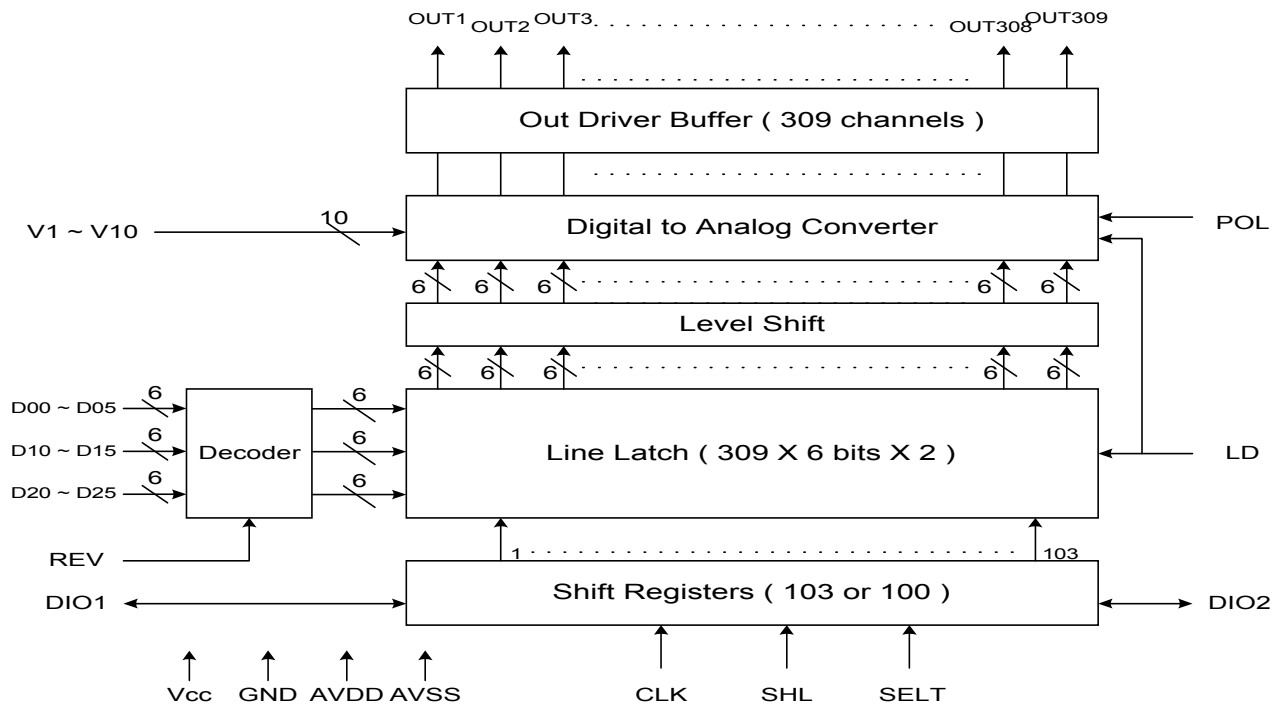 OUT1 OUT2 OUT3 OUT308 OUT309
Out Driver Buffer ( 309 channels )
V1 ~ V10
10
Digital to Analog Converter
POL
6 6 6 6 6
Level Shift
6 6 6 6 6
D00 ~ D05
6
6
D10 ~ D15
6
Decoder
6
Line Latch ( 309 X 6 bits X 2 )
LD
D20 ~ D25
6
6
REV
1
103
DIO1
Shift Registers ( 103 or 100 )
DIO2
Vcc GND AVDD AVSS CLK SHL SELT